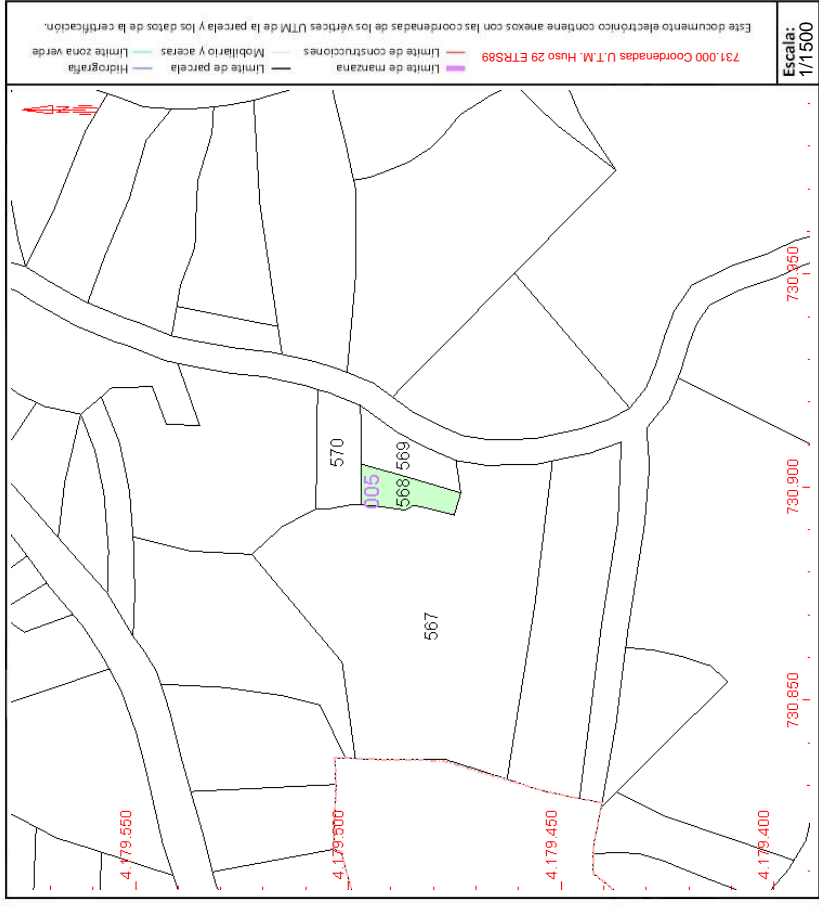 Este documento electrónico contiene anexos con las coordenadas de los vértices UTM de la parcela y los datos de la certificación.
731.000 Coordenadas U.T.M. Huso 29 ETRS89
Límite de manzana
Límite de construcciones
Límite de parcela
Mobiliario y aceras
Hidrografía
Límite zona verde
Escala:
1/1500
730.950
730.900
730.850
570
569
005
568
567
4.179.550
4.179.500
4.179.450
4.179.400